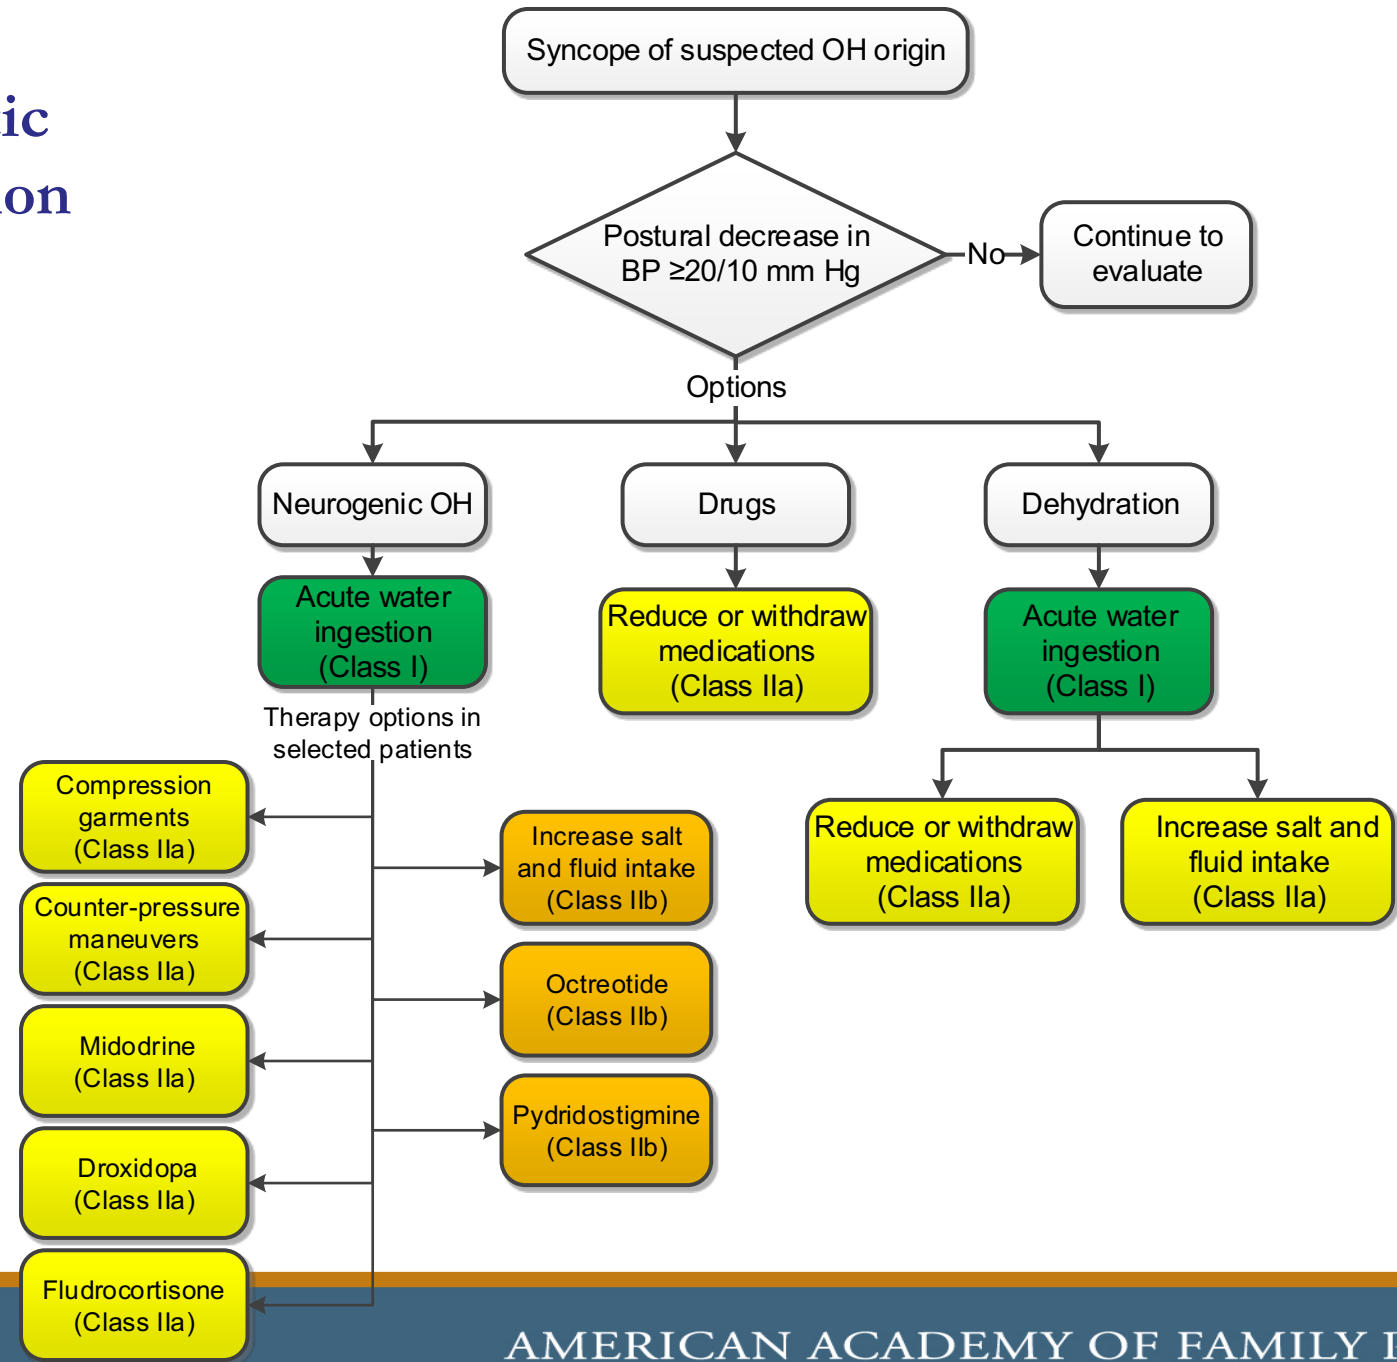 Syncope of suspected OH origin
tic
ion
Postural decrease in
BP ≥20/10 mm Hg
No
Continue to
evaluate
Options
Neurogenic OH
Drugs
Dehydration
Acute water
ingestion
(Class I)
Reduce or withdraw
medications
(Class IIa)
Acute water
ingestion
(Class I)
Therapy options in
selected patients
Compression
garments
(Class IIa)
Counter-pressure
maneuvers
(Class IIa)
Midodrine
(Class IIa)
Droxidopa
(Class IIa)
Fludrocortisone
(Class IIa)
Increase salt
and fluid intake
(Class IIb)
Octreotide
(Class IIb)
Pydridostigmine
(Class IIb)
Reduce or withdraw
medications
(Class IIa)
Increase salt and
fluid intake
(Class IIa)
AMERICAN ACADEMY OF FAMILY